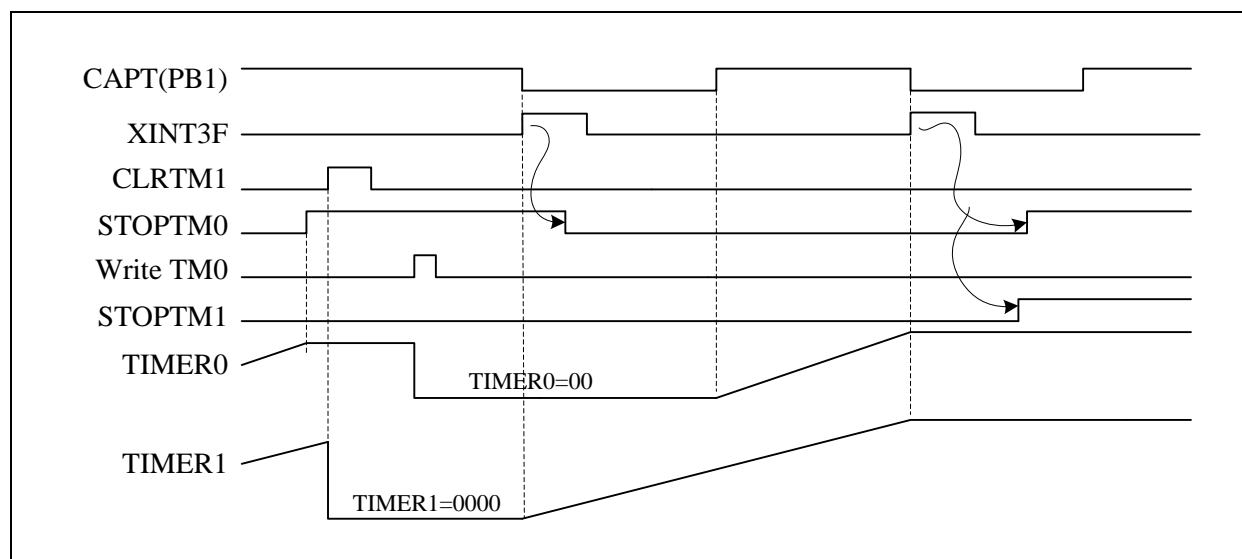 CAPT(PB1)
XINT3F
CLRTM1
STOPTM0
Write TM0
STOPTM1
TIMER0
TIMER0=00
TIMER1
TIMER1=0000